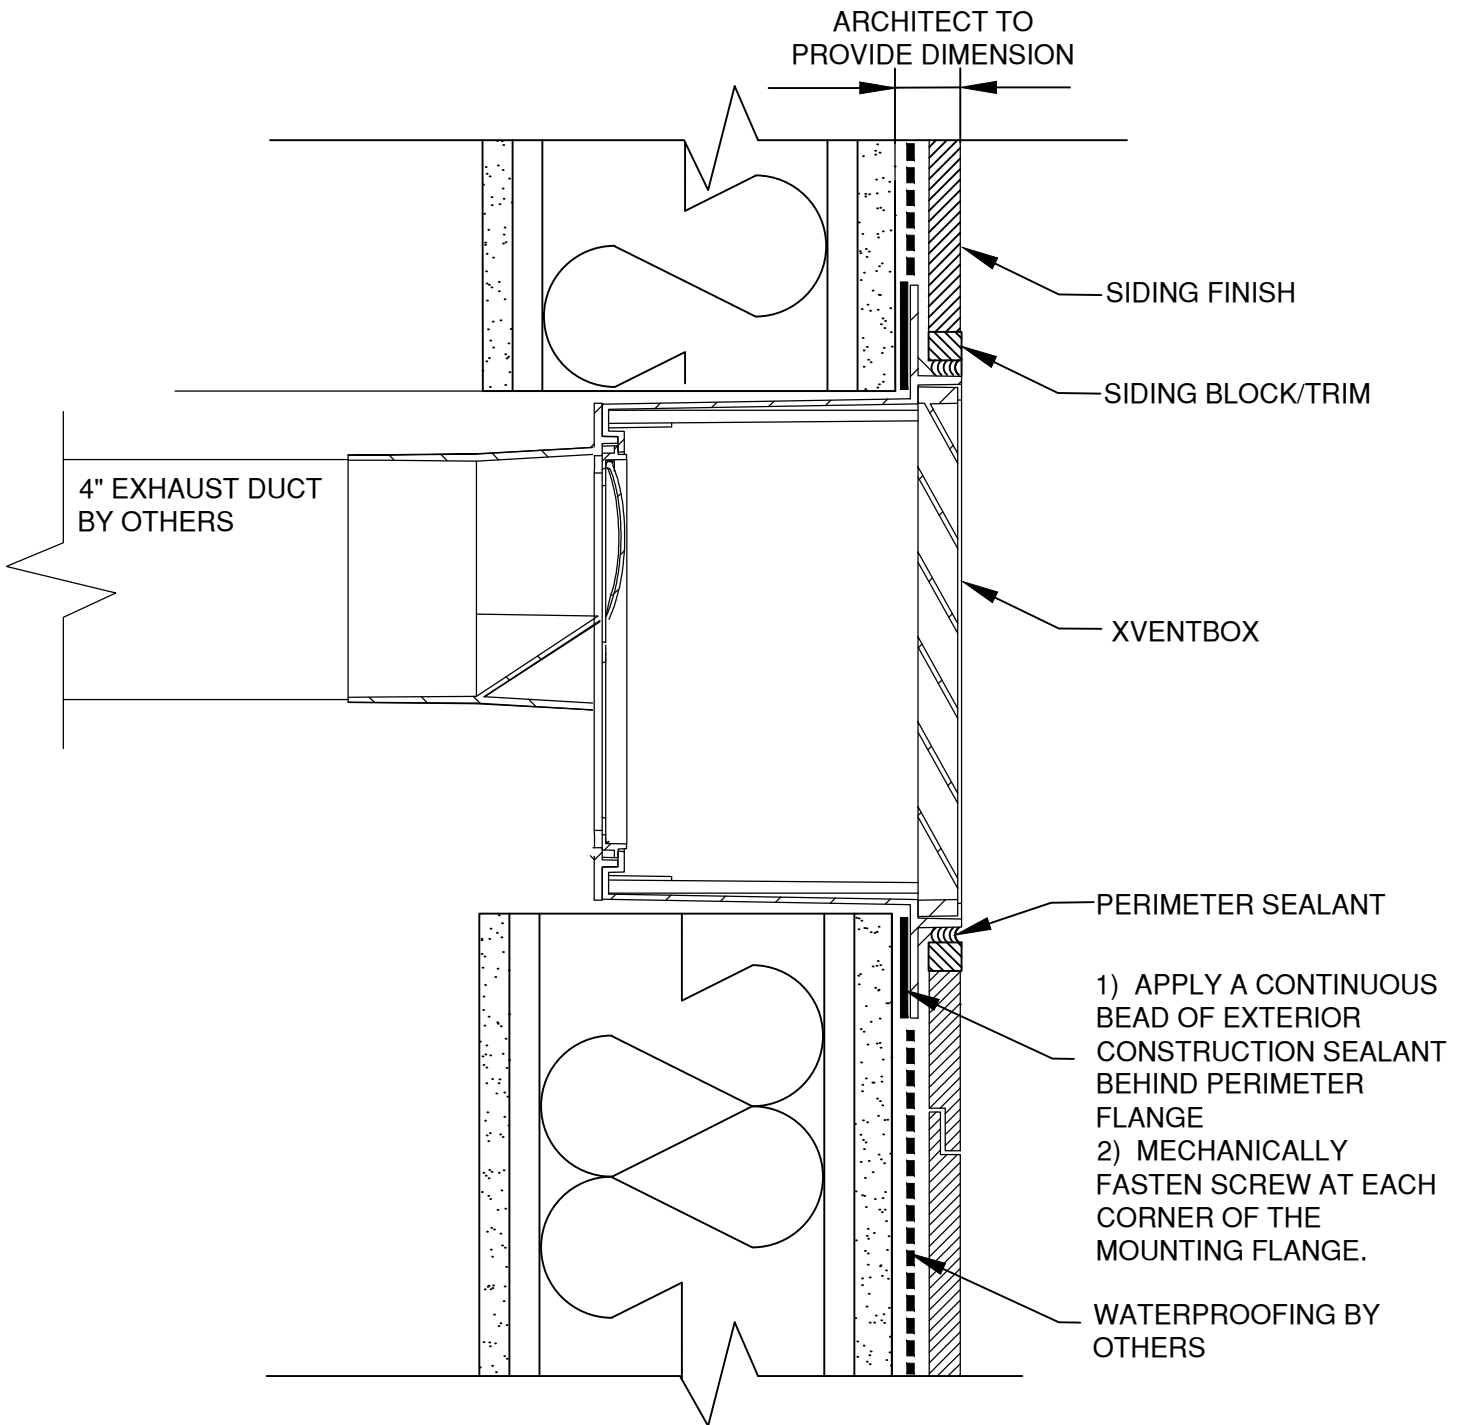 ARCHITECT TO
PROVIDE DIMENSION
SIDING FINISH
SIDING BLOCK/TRIM
4" EXHAUST DUCT
BY OTHERS
XVENTBOX
PERIMETER SEALANT
1) APPLY A CONTINUOUS
BEAD OF EXTERIOR
CONSTRUCTION SEALANT
BEHIND PERIMETER
FLANGE
2) MECHANICALLY
FASTEN SCREW AT EACH
CORNER OF THE
MOUNTING FLANGE.
WATERPROOFING BY
OTHERS